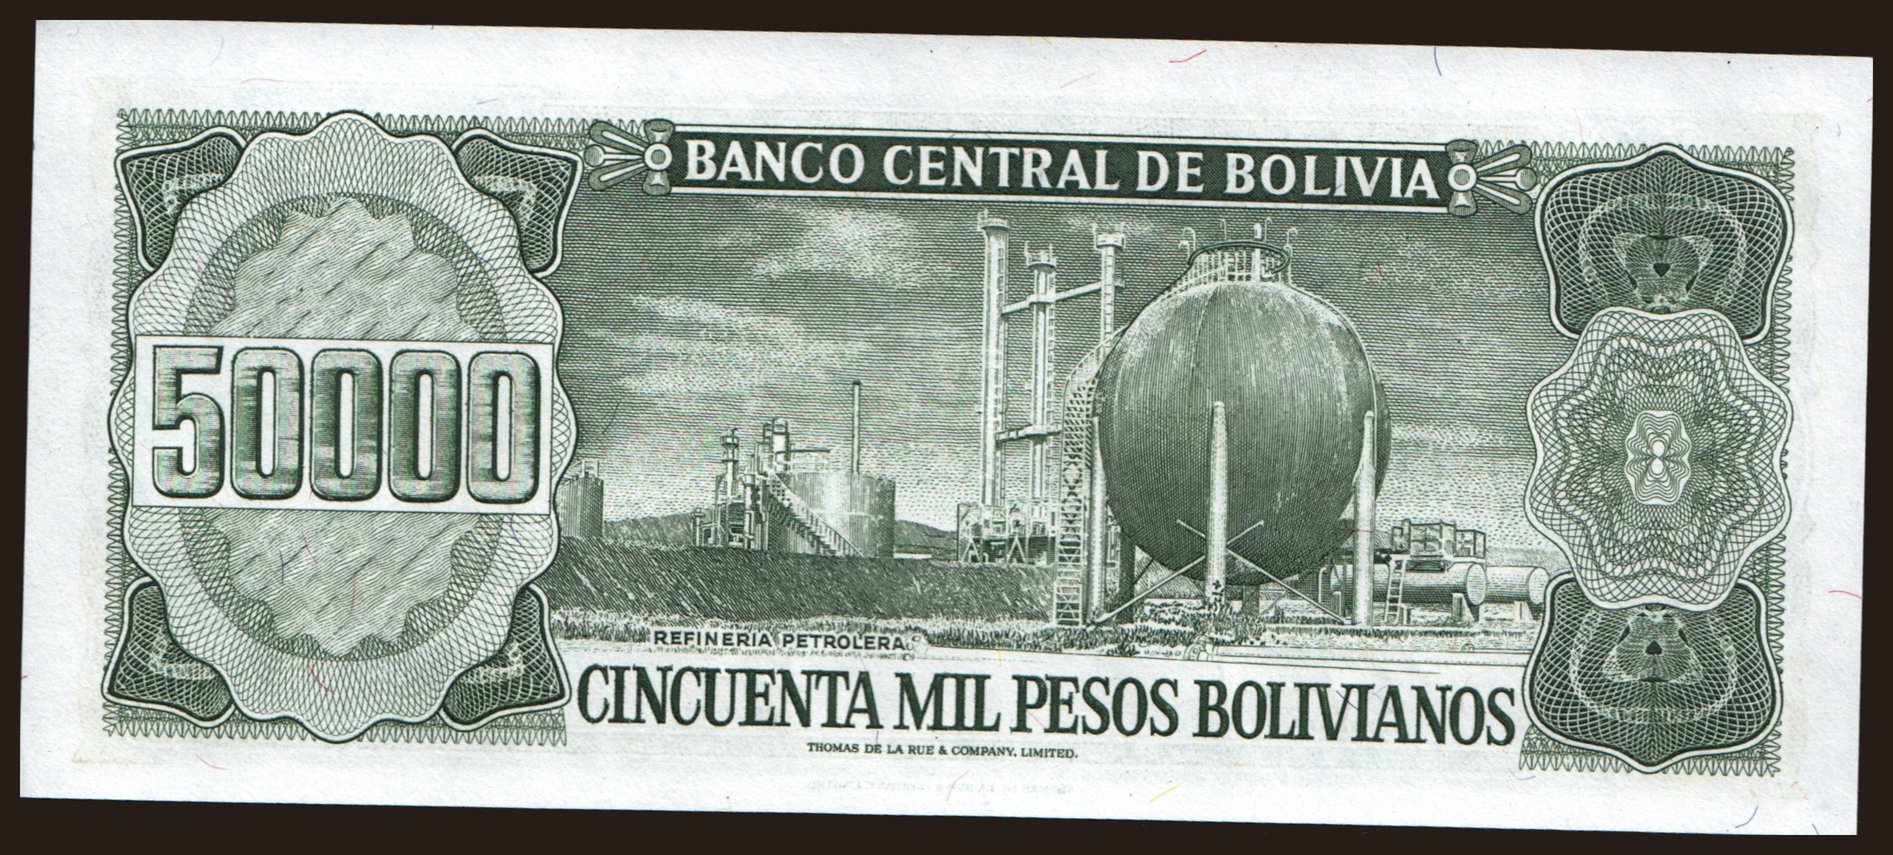 BANCO CENTRAL DE BOLIVIA
50000
REFINERIA PETROLERA
CINCUENTA MIL PESOS BOLIVIANOS
THOMAS DE LA RUE & COMPANY, LIMITED.